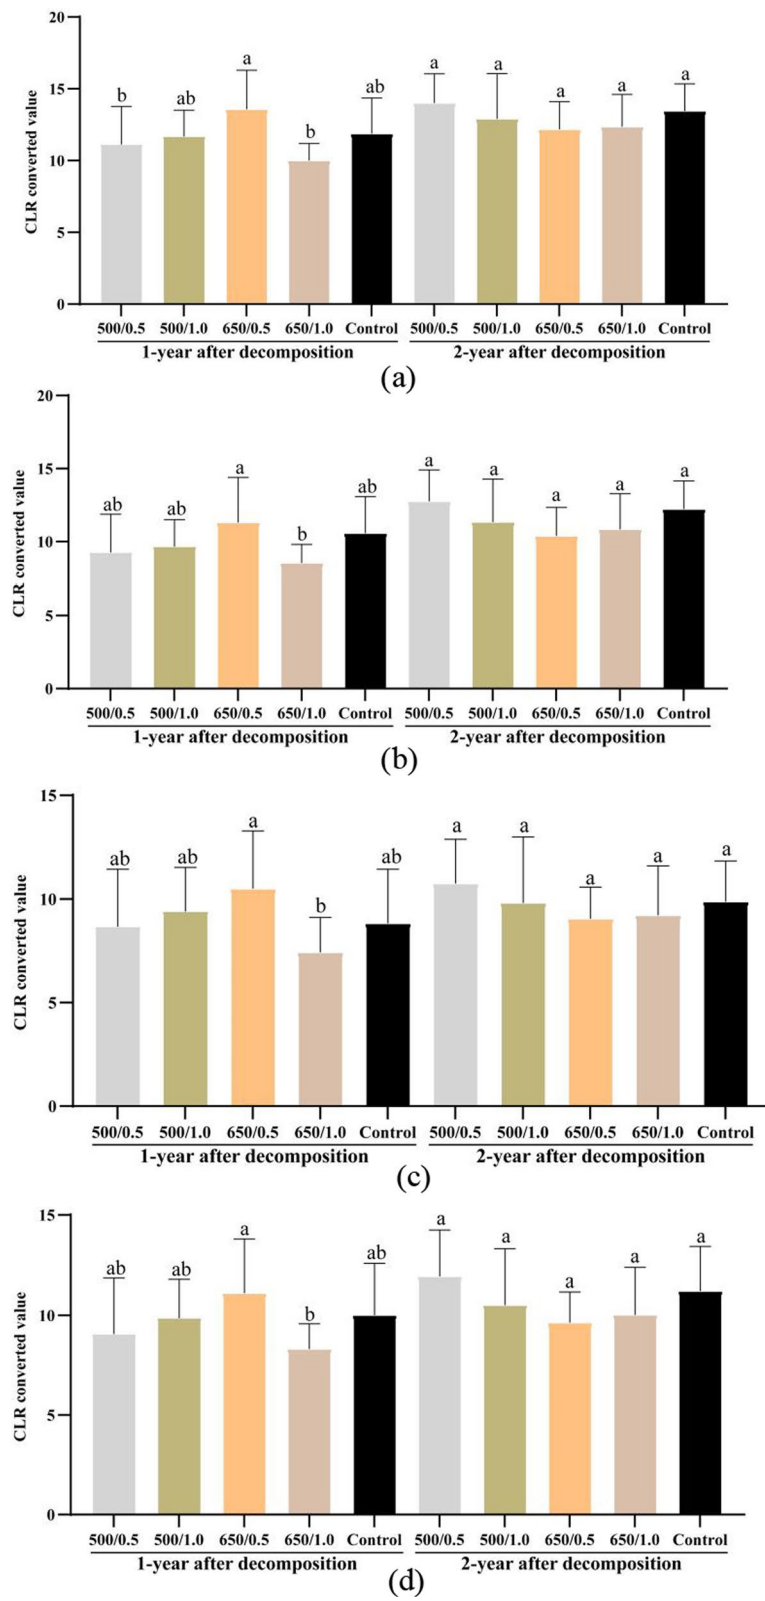 20
15
10
5
0
CLR converted value
b ab a b ab a a a a a
500/0.5 500/1.0 650/0.5 650/1.0 Control 500/0.5 500/1.0 650/0.5 650/1.0 Control
1-year after decomposition 2-year after decomposition
(a)
20
15
10
5
0
CLR converted value
ab ab a b ab a a a a a
500/0.5 500/1.0 650/0.5 650/1.0 Control 500/0.5 500/1.0 650/0.5 650/1.0 Control
1-year after decomposition 2-year after decomposition
(b)
15
10
5
0
CLR converted value
ab ab a b ab a a a a a
500/0.5 500/1.0 650/0.5 650/1.0 Control 500/0.5 500/1.0 650/0.5 650/1.0 Control
1-year after decomposition 2-year after decomposition
(c)
15
10
5
0
CLR converted value
ab ab a b ab a a a a a
500/0.5 500/1.0 650/0.5 650/1.0 Control 500/0.5 500/1.0 650/0.5 650/1.0 Control
1-year after decomposition 2-year after decomposition
(d)